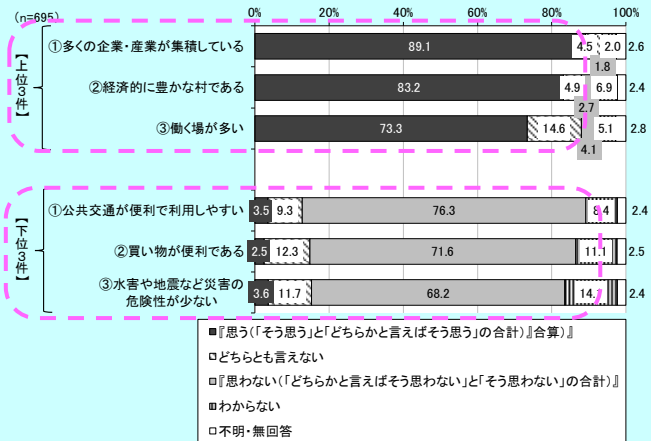 (n=695)
0% 20% 40% 60% 80% 100%
【上位3件】
①多くの企業・産業が集積している
89.1 4.5 2.0 2.6
1.8
②経済的に豊かな村である
83.2 4.9 6.9 2.4
2.7
③働く場が多い
73.3 14.6 5.1 2.8
4.1
【下位3件】
①公共交通が便利で利用しやすい
3.5 9.3 76.3 8.4 2.4
②買い物が便利である
2.5 12.3 71.6 11.1 2.5
③水害や地震など災害の
危険性が少ない
3.6 11.7 68.2 14. 2.4
『思う(「そう思う」と「どちらかと言えばそう思う」の合計)』合算)』
どちらとも言えない
『思わない(「どちらかと言えばそう思わない」と「そう思わない」の合計)』
わからない
不明・無回答